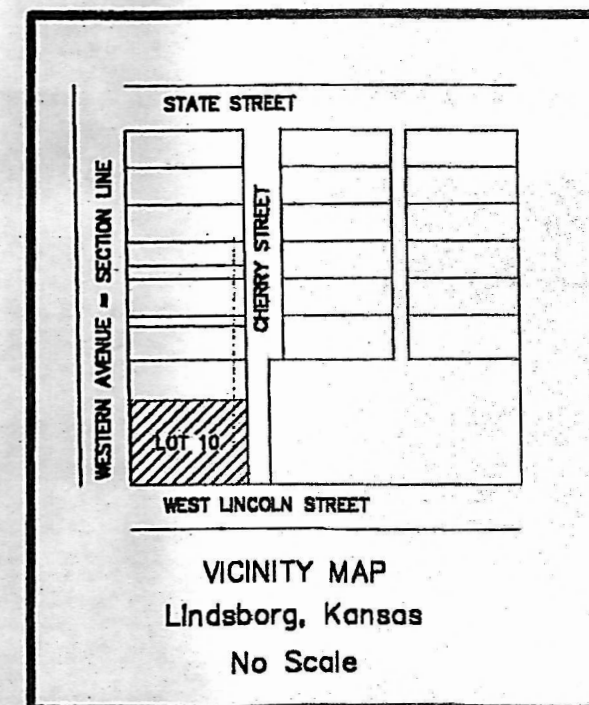 STATE STREET
WESTERN AVENUE = SECTION LINE
CHERRY STREET
LOT 10
WEST LINCOLN STREET
VICINITY MAP
Lindsborg, Kansas
No Scale